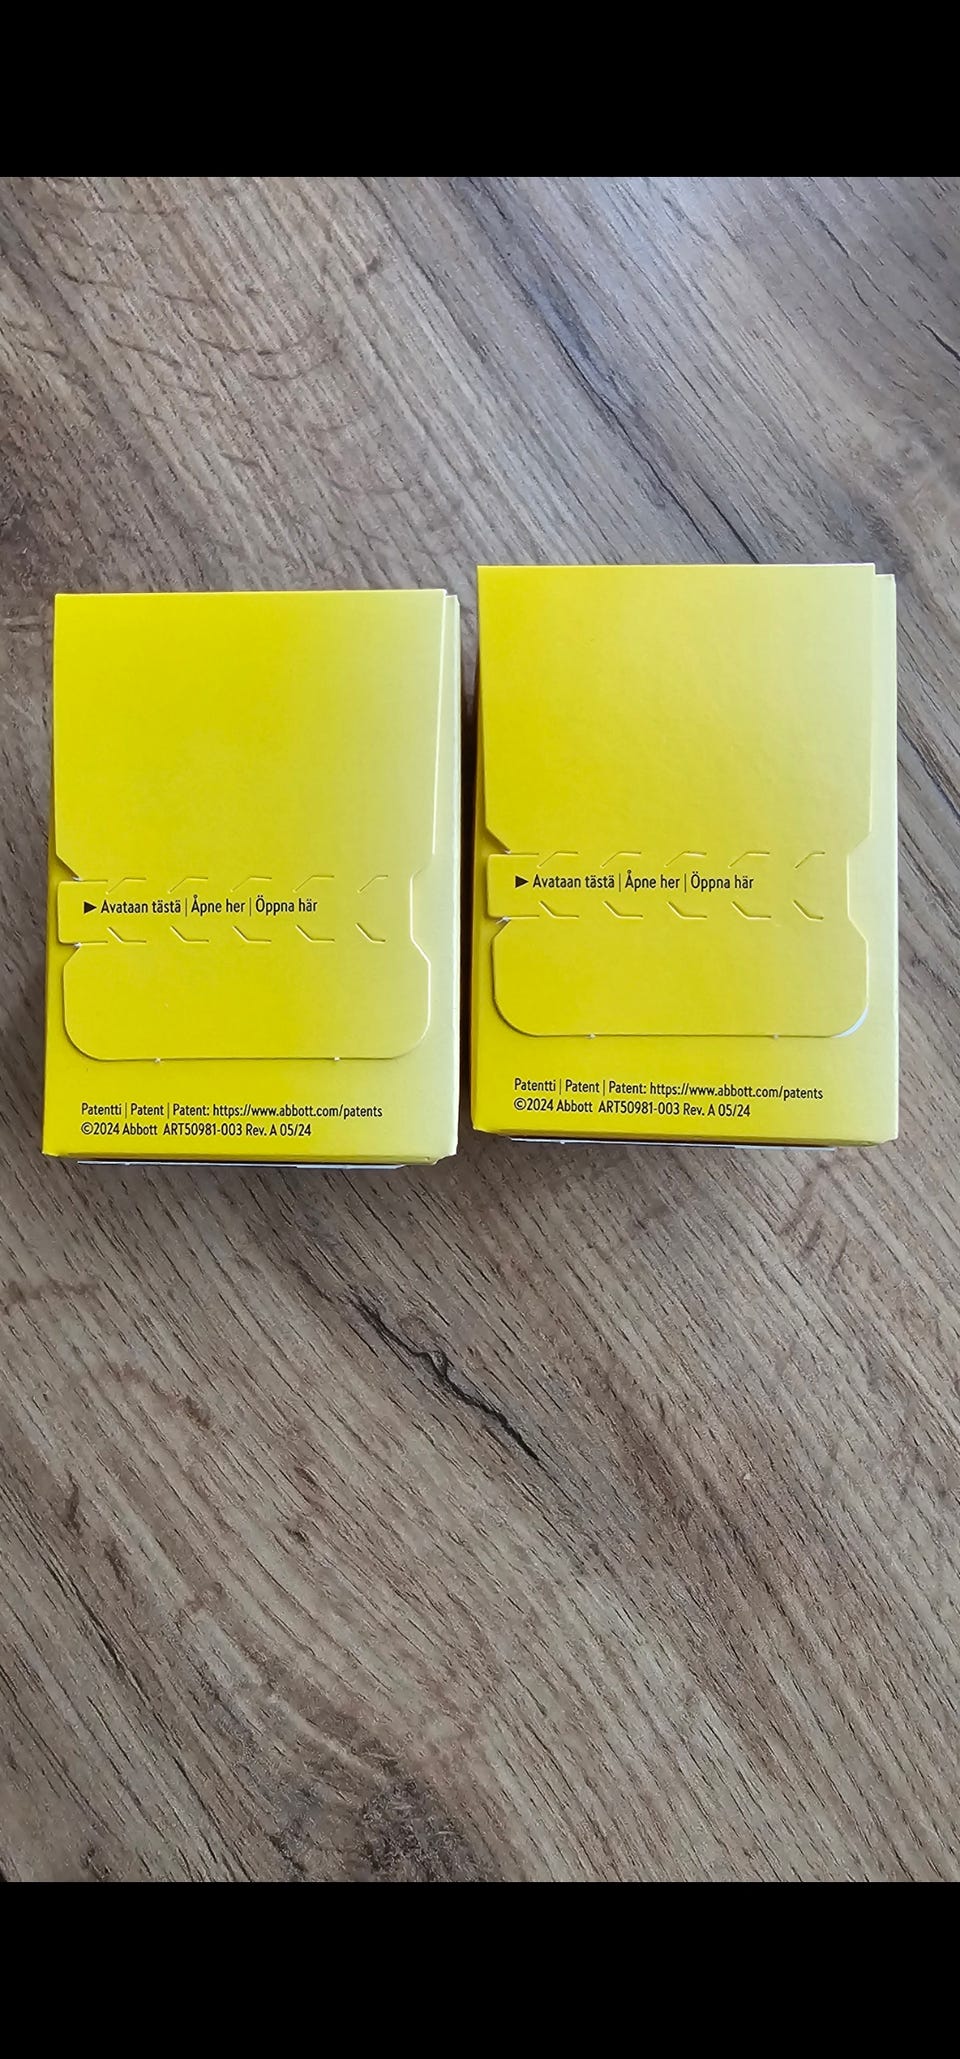 ▶ Avataan tästä | Åpne her | Öppna här
Patentti | Patent | Patent: https://www.abbott.com/patents
©2024 Abbott ART50981-003 Rev. A 05/24
▶ Avataan tästä | Åpne her | Öppna här
Patentti | Patent | Patent: https://www.abbott.com/patents
©2024 Abbott ART50981-003 Rev. A 05/24